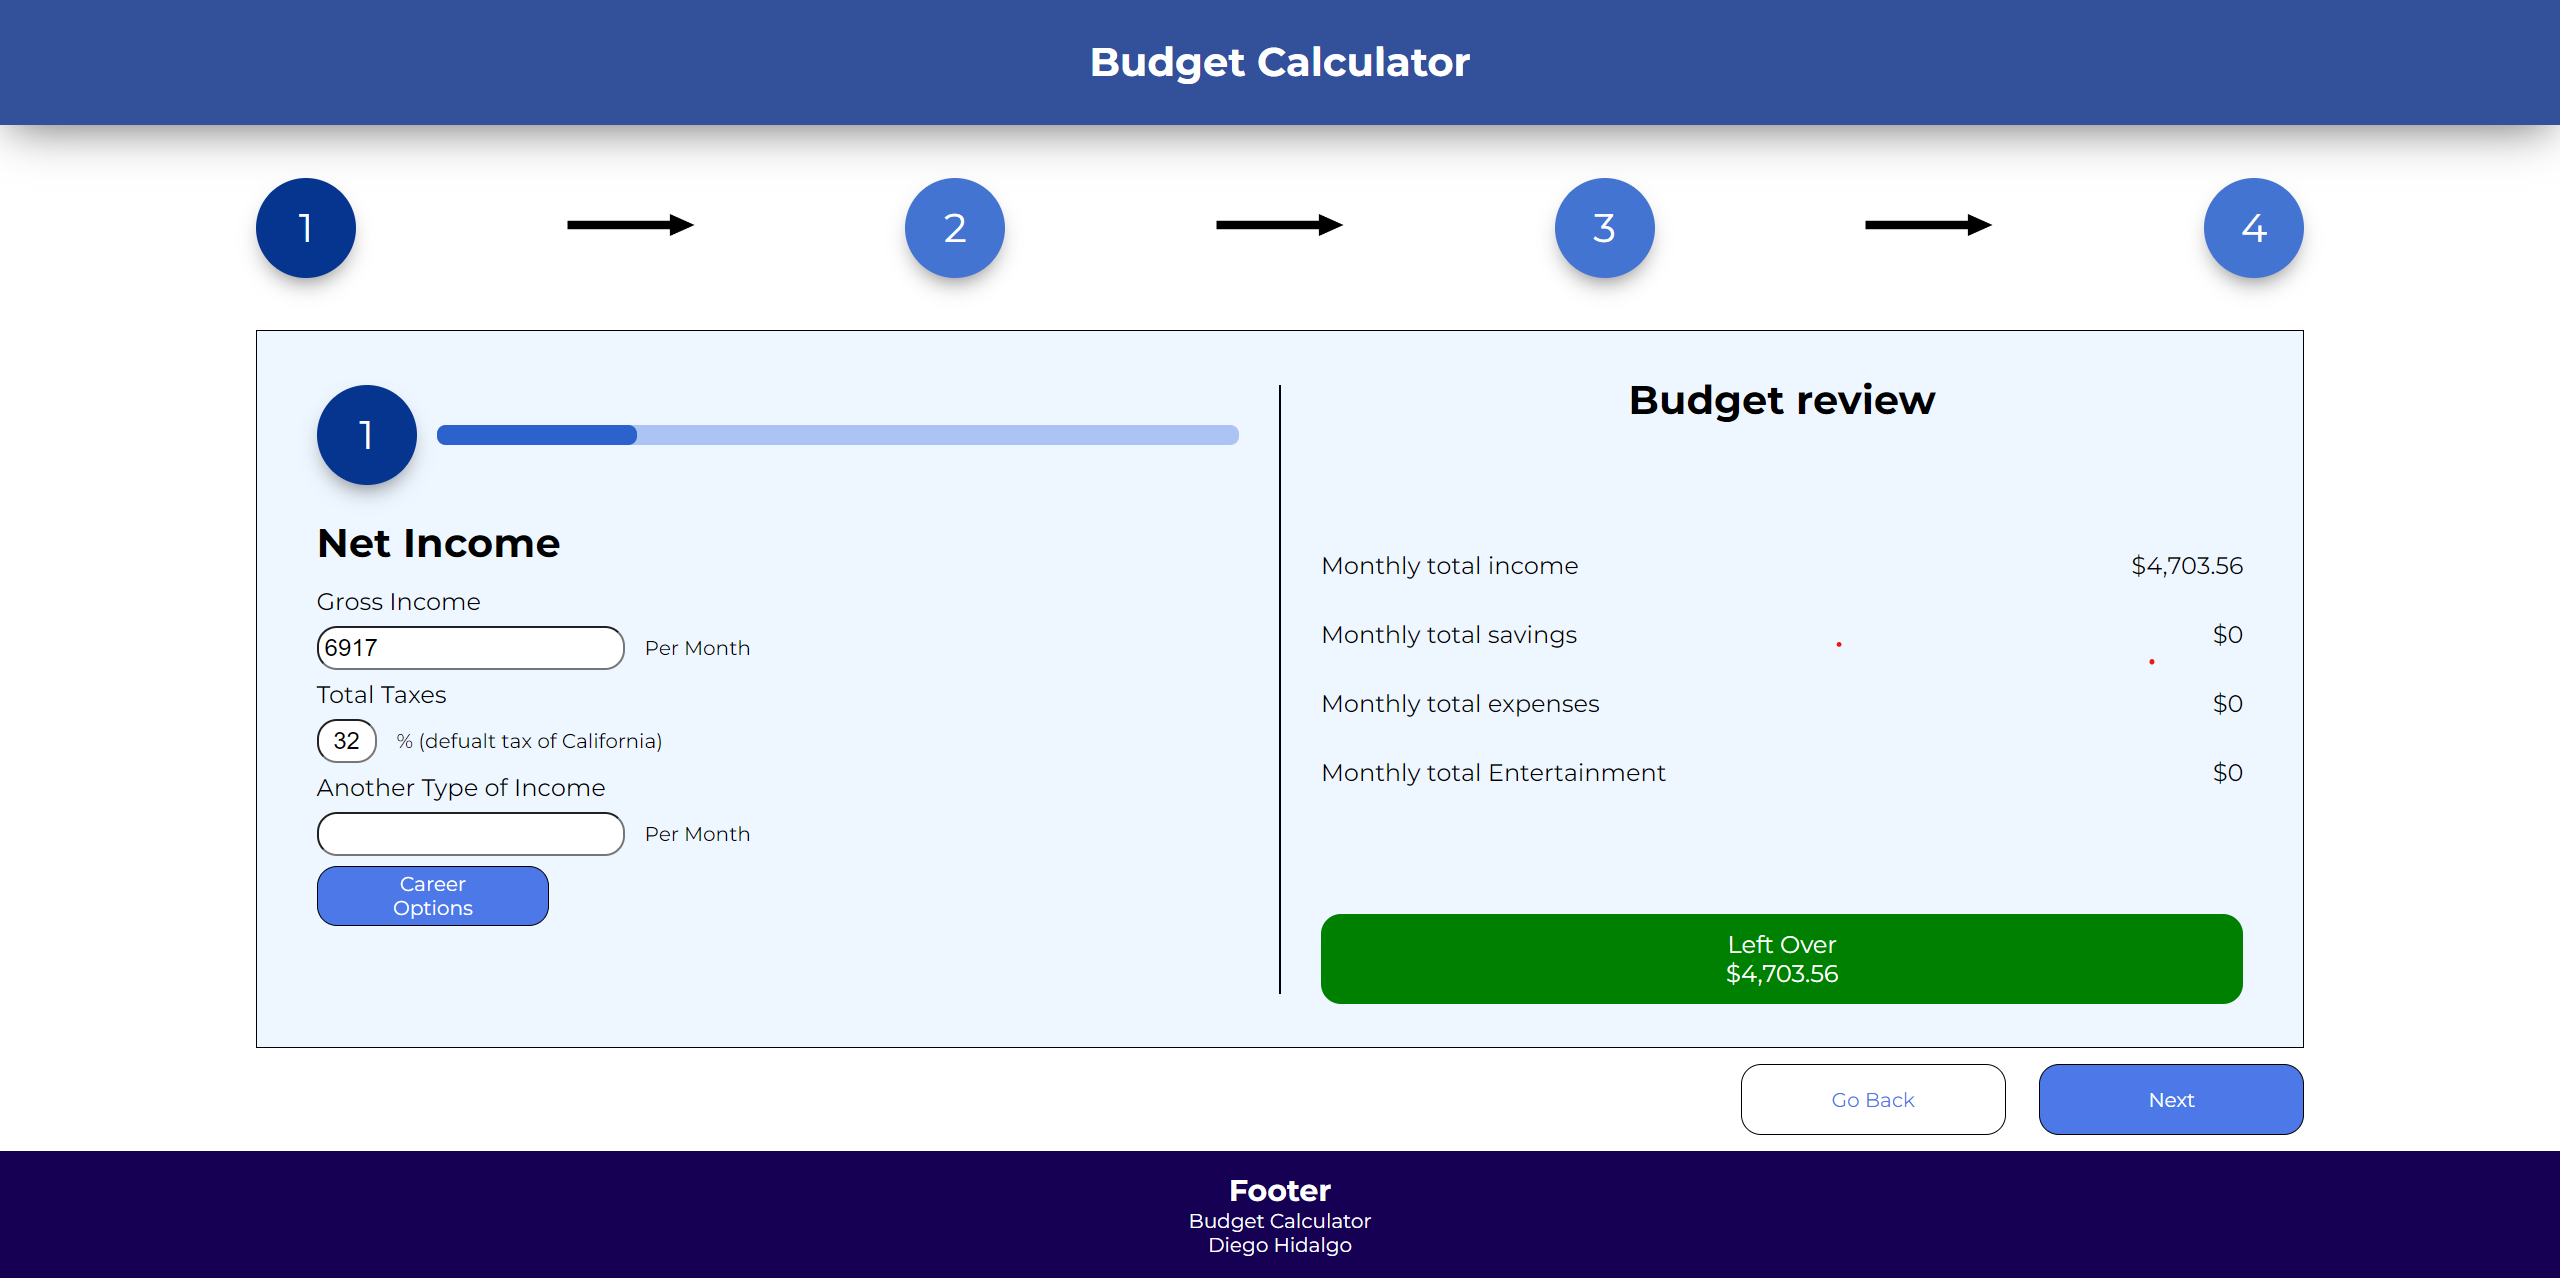 Budget Calculator
1
2
3
4
1
Net Income
Gross Income
6917 Per Month
Total Taxes
32 % (defualt tax of California)
Another Type of Income
Per Month
Career
Options
Budget review
Monthly total income $4,703.56
Monthly total savings $0
Monthly total expenses $0
Monthly total Entertainment $0
Left Over
$4,703.56
Go Back
Next
Footer
Budget Calculator
Diego Hidalgo